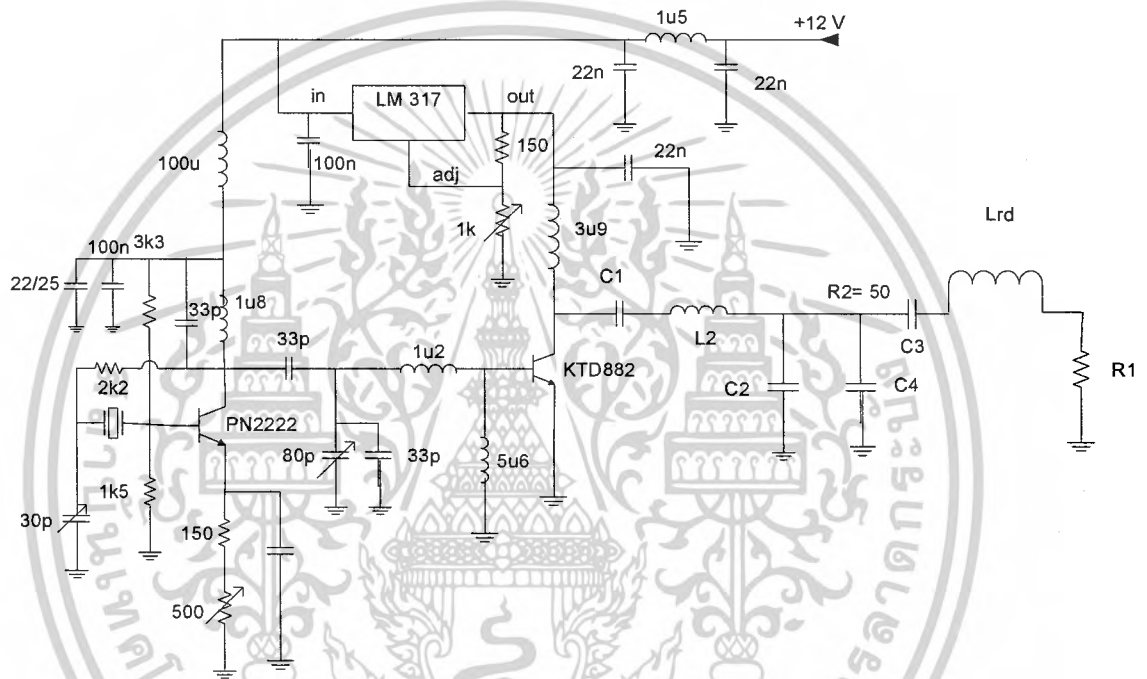 1u5
+12 V
22n
22n
in
LM 317
out
100u
100n
150
22n
adj
1k
3u9
Lrd
100n
3k3
22/25
33p
1u8
C1
R2= 50
33p
1u2
L2
C3
2k2
KTD882
C2
C4
R1
PN2222
80p
33p
5u6
1k5
30p
150
500